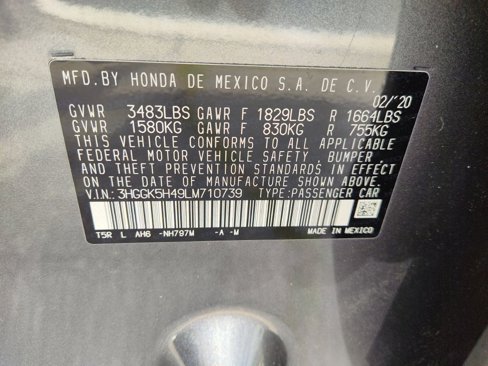 MFD.BY HONDA DE MEXICO S.A. DE C.V.
02/'20
GVWR 3483LBS GAWR F 1829LBS R 1664LBS
GVWR 1580KG GAWR F 830KG R 755KG
THIS VEHICLE CONFORMS TO ALL APPLICABLE
FEDERAL MOTOR VEHICLE SAFETY, BUMPER,
AND THEFT PREVENTION STANDARDS IN EFFECT
ON THE DATE OF MANUFACTURE SHOWN ABOVE.
V.I.N.:3HGGK5H49LM710739 TYPE:PASSENGER CAR
T5R L AH6 -NH797M -A -M MADE IN MEXICO